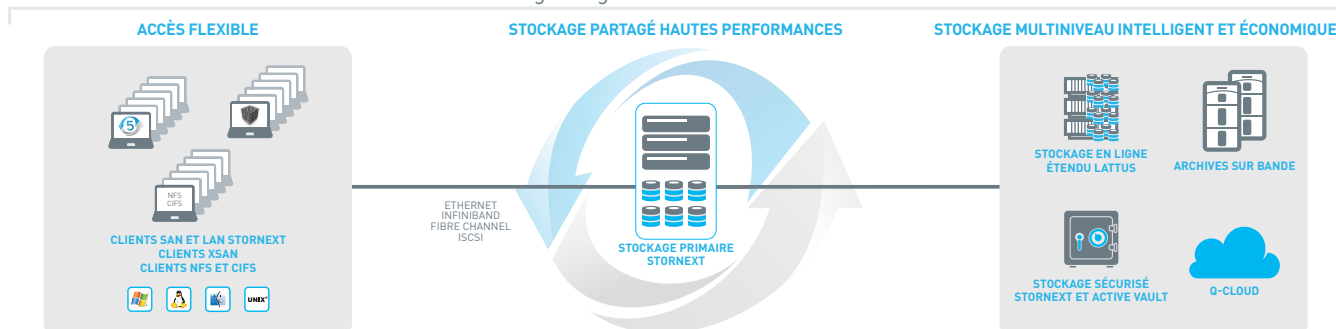 ACCÈS FLEXIBLE
5
NFS
CIFS
CLIENTS SAN ET LAN STORNEXT
CLIENTS XSAN
CLIENTS NFS ET CIFS
UNIX
ETHERNET
INFINIBAND
FIBRE CHANNEL
ISCSI
STOCKAGE PARTAGÉ HAUTES PERFORMANCES
STOCKAGE PRIMAIRE
STORNEXT
STOCKAGE MULTINIVEAU INTELLIGENT ET ÉCONOMIQUE
STOCKAGE EN LIGNE
ÉTENDU LATTUS
ARCHIVES SUR BANDE
STOCKAGE SÉCURISÉ
STORNEXT ET ACTIVE VAULT
Q-CLOUD